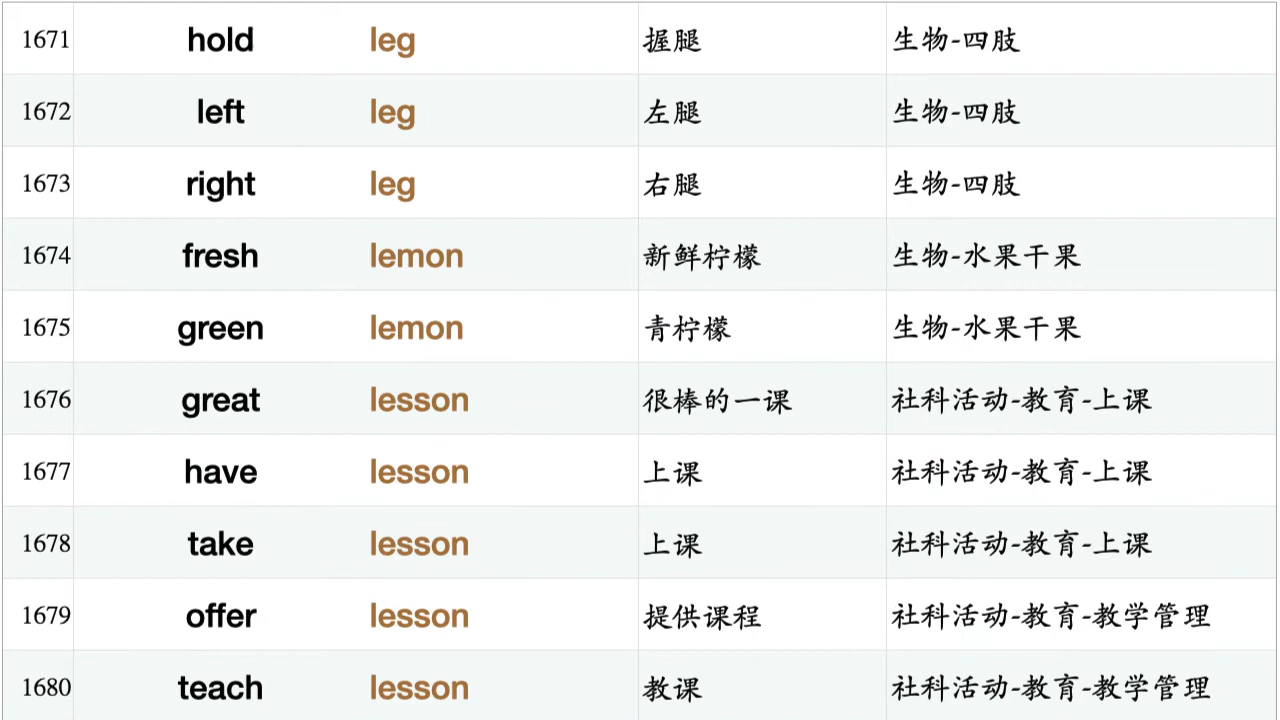 1671 hold leg 握腿 生物-四肢
1672 left leg 左腿 生物-四肢
1673 right leg 右腿 生物-四肢
1674 fresh lemon 新鲜柠檬 生物-水果干果
1675 green lemon 青柠檬 生物-水果干果
1676 great lesson 很棒的一课 社科活动-教育-上课
1677 have lesson 上课 社科活动-教育-上课
1678 take lesson 上课 社科活动-教育-上课
1679 offer lesson 提供课程 社科活动-教育-教学管理
1680 teach lesson 教课 社科活动-教育-教学管理